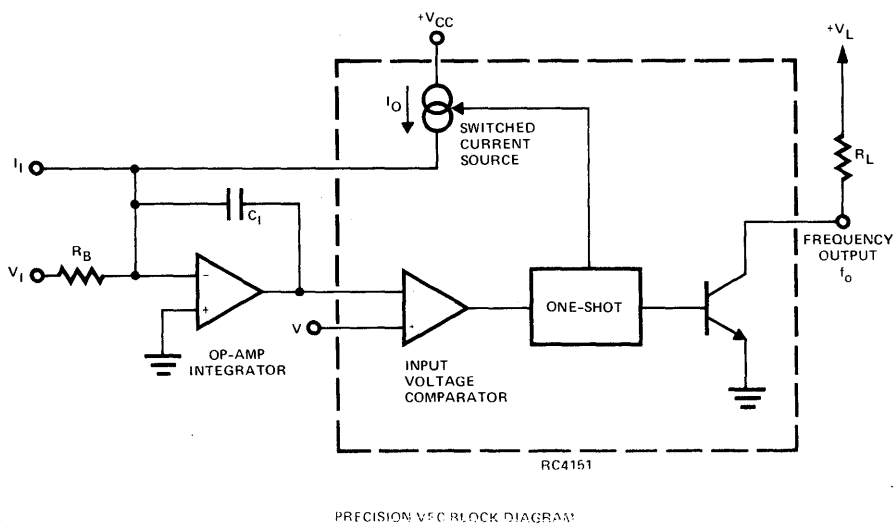 +VCC
+VL
IO
SWITCHED
CURRENT
SOURCE
RL
II
CI
FREQUENCY
OUTPUT
fo
RB
VI
−
+
ONE-SHOT
V
+
OP-AMP
INTEGRATOR
INPUT
VOLTAGE
COMPARATOR
RC4151
PRECISION VFC BLOCK DIAGRAM